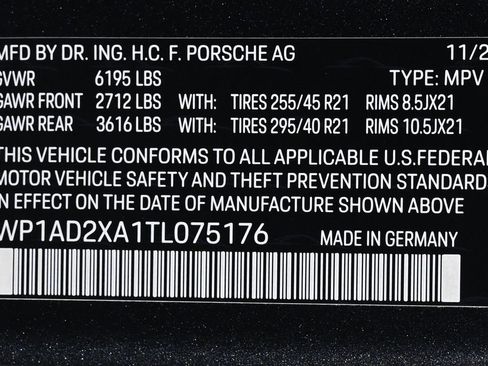 MFD BY DR. ING. H.C. F. PORSCHE AG 11/2
GVWR 6195 LBS TYPE: MPV
GAWR FRONT 2712 LBS WITH: TIRES 255/45 R21 RIMS 8.5JX21
GAWR REAR 3616 LBS WITH: TIRES 295/40 R21 RIMS 10.5JX21
THIS VEHICLE CONFORMS TO ALL APPLICABLE U.S.FEDERAL
MOTOR VEHICLE SAFETY AND THEFT PREVENTION STANDARDS
IN EFFECT ON THE DATE OF MANUFACTURE SHOWN ABOVE
WP1AD2XA1TL075176 MADE IN GERMANY